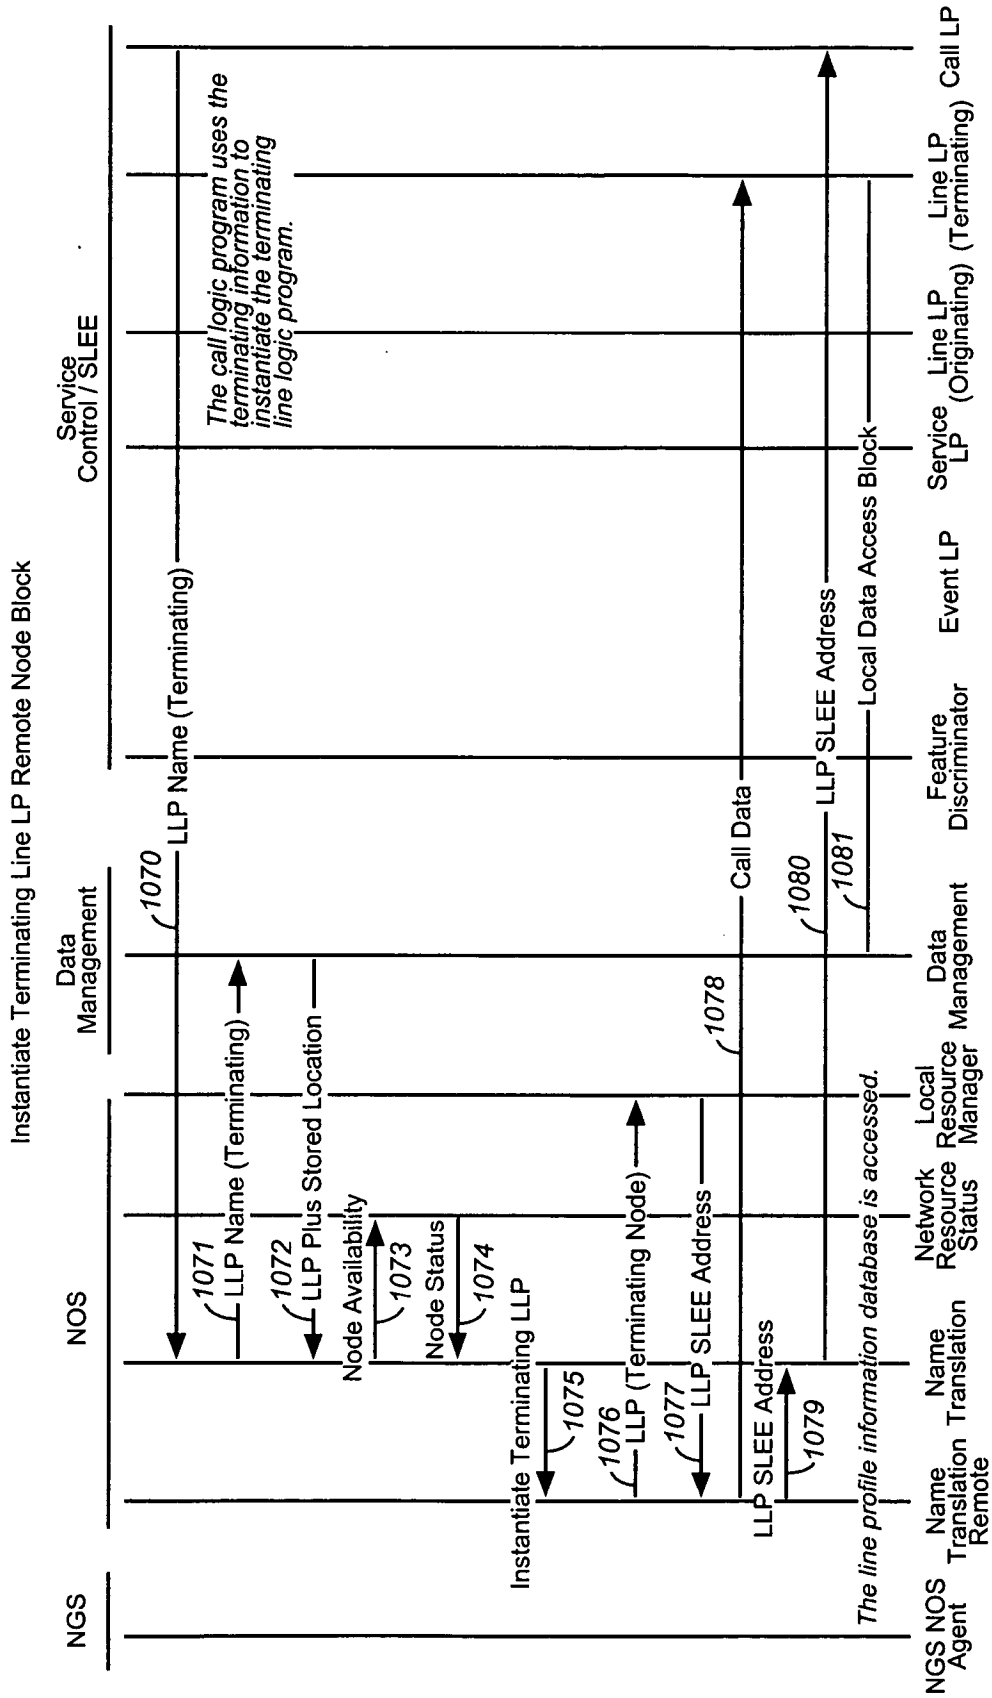 Instantiate Terminating Line LP Remote Node Block
NGS
NOS
Data
Management
Service
Control / SLEE
1070
LLP Name (Terminating)
The call logic program uses the
terminating information to
instantiate the terminating
line logic program.
1071
LLP Name (Terminating)
1072
LLP Plus Stored Location
Node Availability
1073
Node Status
1074
Instantiate Terminating LLP
1075
1076
LLP (Terminating Node)
1077
LLP SLEE Address
1078
Call Data
LLP SLEE Address
1079
1080
LLP SLEE Address
1081
Local Data Access Block
The line profile information database is accessed.
NGS NOS
Agent
Name
Translation
Remote
Name
Translation
Network
Resource
Status
Local
Resource
Manager
Data
Management
Feature
Discriminator
Event LP
Service
LP
Line LP
(Originating)
Line LP
(Terminating)
Call LP